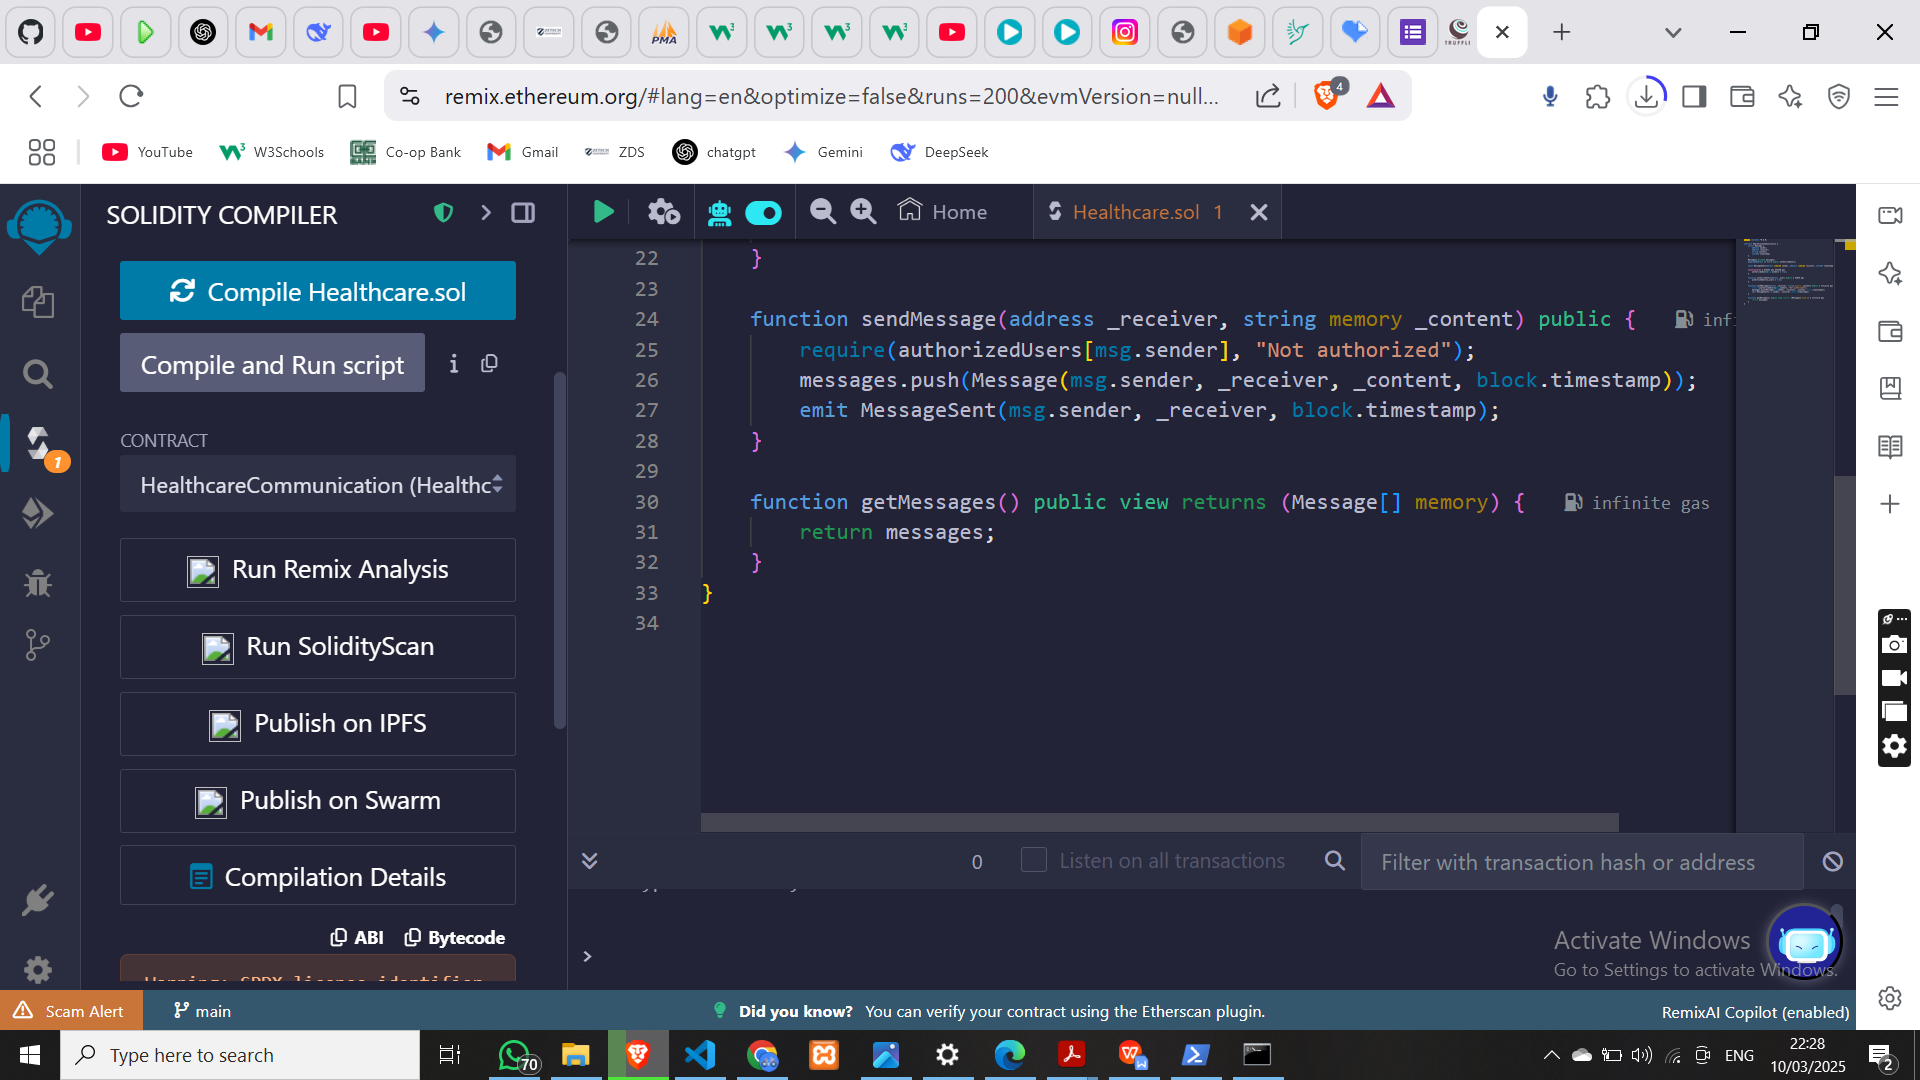 remix.ethereum.org/#lang=en&optimize=false&runs=200&evmVersion=null...
4
YouTube
W3Schools
Co-op Bank
Gmail
ZDS
chatgpt
Gemini
DeepSeek
SOLIDITY COMPILER
Home
Healthcare.sol 1
Compile Healthcare.sol
Compile and Run script
CONTRACT
HealthcareCommunication (Healthc
1
Run Remix Analysis
Run SolidityScan
Publish on IPFS
Publish on Swarm
Compilation Details
ABI
Bytecode
22 }
23
24 function sendMessage(address _receiver, string memory _content) public { infi
25 require(authorizedUsers[msg.sender], "Not authorized");
26 messages.push(Message(msg.sender, _receiver, _content, block.timestamp));
27 emit MessageSent(msg.sender, _receiver, block.timestamp);
28 }
29
30 function getMessages() public view returns (Message[] memory) { infinite gas
31 return messages;
32 }
33 }
34
0
Listen on all transactions
Filter with transaction hash or address
>
Activate Windows
Go to Settings to activate Windows.
Warning: SPDX license identifier
Scam Alert
main
Did you know? You can verify your contract using the Etherscan plugin.
RemixAI Copilot (enabled)
Type here to search
70
ENG
22:28
10/03/2025
2